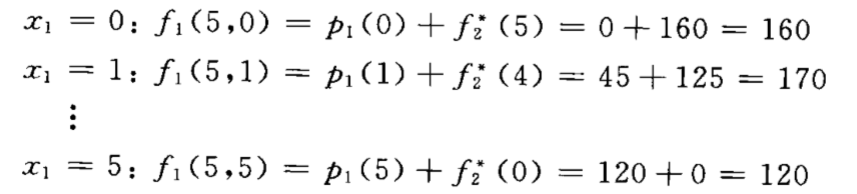 x₁ = 0: f₁(5,0) = p₁(0) + f₂*(5) = 0 + 160 = 160
x₁ = 1: f₁(5,1) = p₁(1) + f₂*(4) = 45 + 125 = 170
⋮
x₁ = 5: f₁(5,5) = p₁(5) + f₂*(0) = 120 + 0 = 120